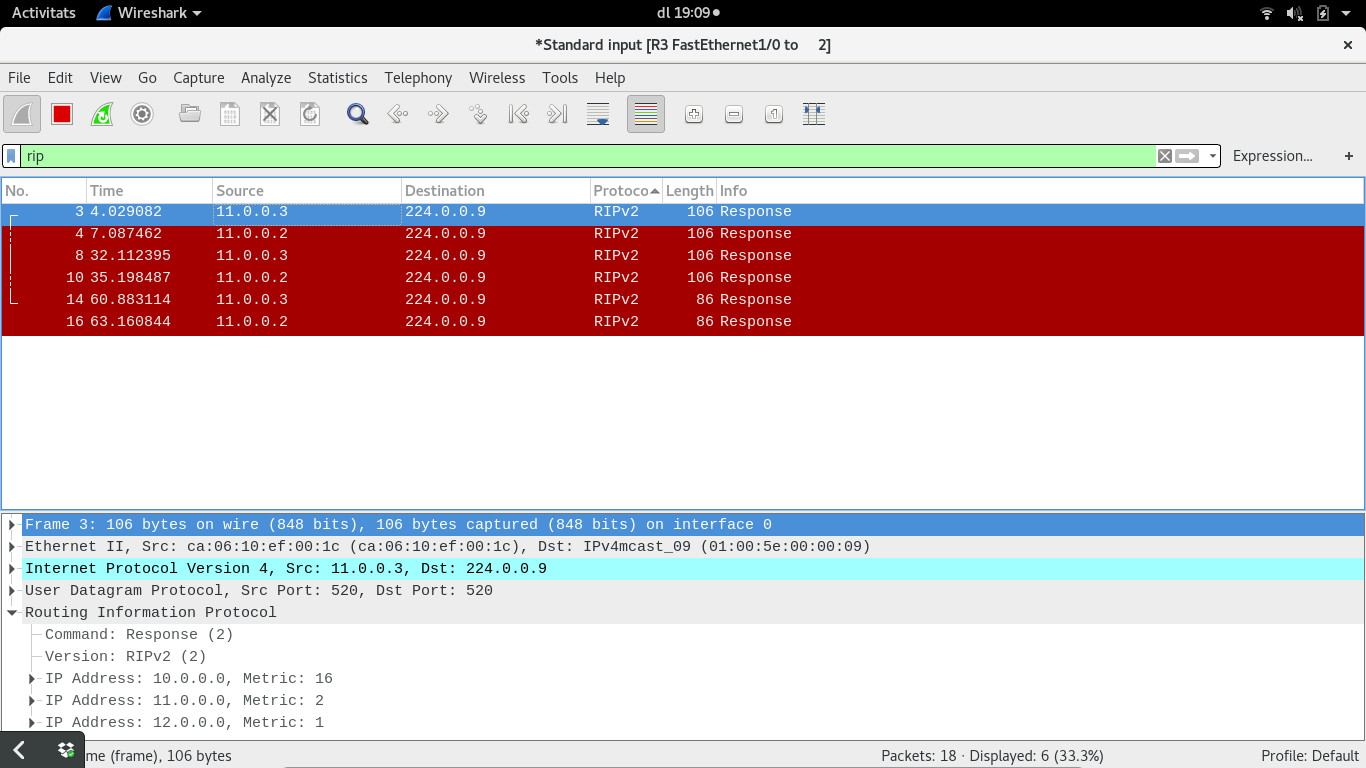 Activitats Wireshark dl 19:09
*Standard input [R3 FastEthernet1/0 to 2]
File Edit View Go Capture Analyze Statistics Telephony Wireless Tools Help
rip Expression... +
No. Time Source Destination Protoco Length Info
3 4.029082 11.0.0.3 224.0.0.9 RIPv2 106 Response
4 7.087462 11.0.0.2 224.0.0.9 RIPv2 106 Response
8 32.112395 11.0.0.3 224.0.0.9 RIPv2 106 Response
10 35.198487 11.0.0.2 224.0.0.9 RIPv2 106 Response
14 60.883114 11.0.0.3 224.0.0.9 RIPv2 86 Response
16 63.160844 11.0.0.2 224.0.0.9 RIPv2 86 Response
Frame 3: 106 bytes on wire (848 bits), 106 bytes captured (848 bits) on interface 0
Ethernet II, Src: ca:06:10:ef:00:1c (ca:06:10:ef:00:1c), Dst: IPv4mcast_09 (01:00:5e:00:00:09)
Internet Protocol Version 4, Src: 11.0.0.3, Dst: 224.0.0.9
User Datagram Protocol, Src Port: 520, Dst Port: 520
Routing Information Protocol
Command: Response (2)
Version: RIPv2 (2)
IP Address: 10.0.0.0, Metric: 16
IP Address: 11.0.0.0, Metric: 2
IP Address: 12.0.0.0, Metric: 1
me (frame), 106 bytes Packets: 18 · Displayed: 6 (33.3%) Profile: Default